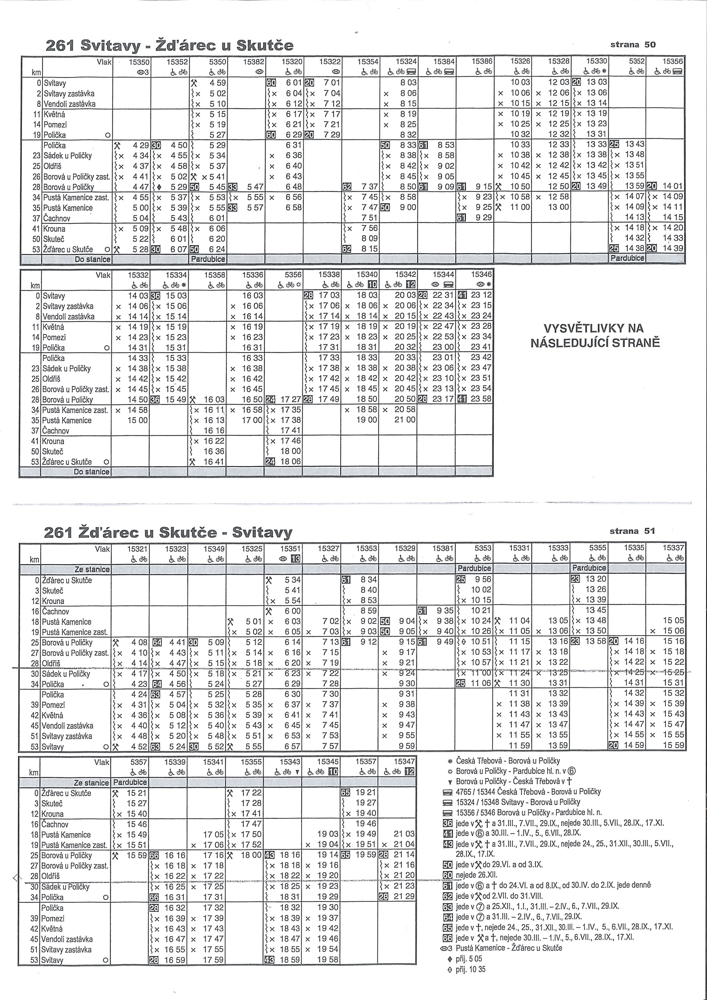 261 Svitavy - Žďárec u Skutče strana 50
Vlak 15350 15352 5350 15382 15320 15322 15354 15324 15384 15386 15326 15328 15330 5352 15356
km 3
0 Svitavy ⚒ 4 59 60 6 01 20 7 01 8 03 10 03 12 03 20 13 03
2 Svitavy zastávka × 5 02 × 6 04 × 7 04 × 8 06 × 10 06 × 12 06 × 13 06
8 Vendolí zastávka × 5 10 × 6 12 × 7 12 × 8 15 × 10 15 × 12 15 × 13 14
11 Květná × 5 15 × 6 17 × 7 17 × 8 19 × 10 19 × 12 19 × 13 19
14 Pomezí × 5 19 × 6 21 × 7 21 × 8 25 × 10 25 × 12 25 × 13 23
19 Polička O 5 27 60 6 29 20 7 29 8 32 10 32 12 32 13 31
Polička ⚒ 4 29 30 4 50 5 29 6 31 50 8 33 61 8 53 10 33 12 33 13 33 25 13 43
23 Sádek u Poličky × 4 34 × 4 55 × 5 34 × 6 36 × 8 38 × 8 58 × 10 38 × 12 38 × 13 38 × 13 48
25 Oldřiš × 4 37 × 4 58 × 5 37 × 6 40 × 8 42 × 9 02 × 10 42 × 12 42 × 13 42 × 13 51
26 Borová u Poličky zast. × 4 41 × 5 02 ⚒ × 5 41 × 6 43 × 8 45 × 9 05 × 10 45 × 12 45 × 13 45 × 13 55
28 Borová u Poličky 4 47 ♦ 5 29 50 5 45 33 5 47 6 48 62 7 37 8 50 61 9 09 61 9 15 ⚒ 10 50 12 50 20 13 49 13 59 20 14 01
34 Pustá Kamenice zast. × 4 55 × 5 37 × 5 53 × 5 55 × 6 56 × 7 45 × 8 58 × 9 23 × 10 58 × 12 58 × 14 07 × 14 09
35 Pustá Kamenice 5 00 × 5 39 × 5 55 33 5 57 6 58 × 7 47 50 9 00 × 9 25 ⚒ 11 00 13 00 × 14 09 × 14 11
37 Čachnov 5 04 5 43 6 01 7 51 61 9 29 14 13 14 15
41 Krouna × 5 09 × 5 48 × 6 06 × 7 56 × 14 18 × 14 20
50 Skuteč 5 22 6 01 6 20 8 09 14 32 14 33
53 Žďárec u Skutče O ⚒ 5 28 30 6 07 50 6 24 62 8 15 25 14 38 20 14 39
Do stanice Pardubice Pardubice
Vlak 15332 15334 15358 15336 5356 15338 15340 15342 15344 15346
km 10 12
0 Svitavy 14 03 36 15 03 16 03 28 17 03 18 03 20 03 28 22 31 41 23 12
2 Svitavy zastávka × 14 06 × 15 06 × 16 06 × 17 06 × 18 06 × 20 06 × 22 34 × 23 15
8 Vendolí zastávka × 14 14 × 15 14 × 16 14 × 17 14 × 18 14 × 20 15 × 22 43 × 23 24
11 Květná × 14 19 × 15 19 × 16 19 × 17 19 × 18 19 × 20 19 × 22 47 × 23 28
14 Pomezí × 14 23 × 15 23 × 16 23 × 17 23 × 18 23 × 20 25 × 22 53 × 23 34
19 Polička O 14 31 15 31 16 31 17 31 18 31 20 32 23 00 23 41
Polička 14 33 15 33 16 33 17 33 18 33 20 33 23 01 23 42
23 Sádek u Poličky × 14 38 × 15 38 × 16 38 × 17 38 × 18 38 × 20 38 × 23 06 × 23 47
25 Oldřiš × 14 42 × 15 42 × 16 42 × 17 42 × 18 42 × 20 42 × 23 10 × 23 51
26 Borová u Poličky zast. × 14 45 × 15 45 × 16 45 × 17 45 × 18 45 × 20 45 × 23 13 × 23 54
28 Borová u Poličky 14 50 36 15 49 ⚒ 16 03 16 50 24 17 27 28 17 49 18 50 20 50 28 23 17 41 23 58
34 Pustá Kamenice zast. × 14 58 × 16 11 × 16 58 × 17 35 × 18 58 × 20 58
35 Pustá Kamenice 15 00 × 16 13 17 00 × 17 38 19 00 21 00
37 Čachnov 16 16 17 41
41 Krouna × 16 22 × 17 46
50 Skuteč 16 36 18 00
53 Žďárec u Skutče O ⚒ 16 41 24 18 06
Do stanice
VYSVĚTLIVKY NA
NÁSLEDUJÍCÍ STRANĚ
261 Žďárec u Skutče - Svitavy strana 51
Vlak 15321 15323 15349 15325 15351 15327 15353 15329 15381 5353 15331 15333 5355 15335 15337
km 13
Ze stanice Pardubice Pardubice
0 Žďárec u Skutče ⚒ 5 34 61 8 34 25 9 56 23 13 20
3 Skuteč 5 41 8 40 10 02 13 26
12 Krouna × 5 54 × 8 53 × 10 15 × 13 39
16 Čachnov ⚒ 6 00 8 59 61 9 35 10 21 13 45
18 Pustá Kamenice ⚒ 5 01 × 6 03 7 02 × 9 02 50 9 04 × 9 38 × 10 24 ⚒ 11 04 13 05 × 13 48 15 05
19 Pustá Kamenice zast. × 5 02 × 6 05 × 7 03 × 9 03 50 9 05 × 9 40 × 10 26 × 11 05 × 13 06 × 13 50 × 15 06
25 Borová u Poličky ⚒ 4 08 64 4 41 30 5 09 5 12 6 14 7 13 61 9 12 9 15 61 9 49 ◊ 10 51 11 15 13 16 23 13 58 20 14 16 15 16
27 Borová u Poličky zast. × 4 10 × 4 43 × 5 11 × 5 14 × 6 16 × 7 15 × 9 17 × 10 53 × 11 17 × 13 18 × 14 18 × 15 18
28 Oldřiš × 4 14 × 4 47 × 5 15 × 5 18 × 6 20 × 7 19 × 9 21 × 10 57 × 11 21 × 13 22 × 14 22 × 15 22
30 Sádek u Poličky × 4 17 × 4 50 × 5 18 × 5 21 × 6 23 × 7 22 × 9 24 × 11 00 × 11 24 × 13 25 × 14 25 × 15 25
34 Polička O 4 23 64 4 56 5 24 5 27 6 29 7 28 9 30 25 11 06 ⚒ 11 30 13 31 14 31 15 31
Polička 4 24 63 4 57 5 25 5 28 6 30 7 30 9 31 11 31 13 32 14 32 15 32
39 Pomezí × 4 31 × 5 04 × 5 32 × 5 35 × 6 37 × 7 37 × 9 38 × 11 38 × 13 39 × 14 39 × 15 39
42 Květná × 4 36 × 5 08 × 5 36 × 5 39 × 6 41 × 7 41 × 9 43 × 11 43 × 13 43 × 14 43 × 15 43
45 Vendolí zastávka × 4 40 × 5 12 × 5 40 × 5 43 × 6 45 × 7 45 × 9 47 × 11 47 × 13 47 × 14 47 × 15 47
51 Svitavy zastávka × 4 48 × 5 20 × 5 48 × 5 51 × 6 53 × 7 53 × 9 55 × 11 55 × 13 55 × 14 55 × 15 55
53 Svitavy O ⚒ 4 52 63 5 24 30 5 52 ⚒ 5 55 6 57 7 57 9 59 11 59 13 59 20 14 59 15 59
Vlak 5357 15339 15341 15355 15343 15345 15357 15347
km 10 12
Ze stanice Pardubice
0 Žďárec u Skutče ⚒ 15 21 ⚒ 17 22 65 19 21
3 Skuteč 15 27 17 28 19 27
12 Krouna × 15 40 × 17 41 × 19 40
16 Čachnov 15 46 17 47 19 46
18 Pustá Kamenice × 15 49 17 05 × 17 50 19 03 × 19 49 21 03
19 Pustá Kamenice zast. × 15 51 × 17 06 × 17 52 × 19 04 × 19 51 × 21 04
25 Borová u Poličky ⚒ 15 59 66 16 16 17 16 ⚒ 18 00 43 18 16 19 14 65 19 59 28 21 14
27 Borová u Poličky zast. × 16 18 × 17 18 × 18 18 × 19 16 × 21 16
28 Oldřiš × 16 22 × 17 22 × 18 22 × 19 20 × 21 20
30 Sádek u Poličky × 16 25 × 17 25 × 18 25 × 19 23 × 21 23
34 Polička O 66 16 31 17 31 18 31 19 29 28 21 29
Polička 28 16 32 17 32 18 32 19 30
39 Pomezí × 16 39 × 17 39 × 18 39 × 19 37
42 Květná × 16 43 × 17 43 × 18 43 × 19 42
45 Vendolí zastávka × 16 47 × 17 47 × 18 47 × 19 46
51 Svitavy zastávka × 16 55 × 17 55 × 18 55 × 19 54
53 Svitavy O 28 16 59 17 59 43 18 59 19 58
✷ Česká Třebová - Borová u Poličky
☼ Borová u Poličky - Pardubice hl. n. v ⑥
▼ Borová u Poličky - Česká Třebová v †
4765 / 15344 Česká Třebová - Borová u Poličky
15324 / 15348 Svitavy - Borová u Poličky
15356 / 5346 Borová u Poličky - Pardubice hl. n.
36 jede v ⚒, † a 31.III., 7.VII., 29.IX., nejede 30.III., 5.VII., 28.IX., 17.XI.
41 jede v ⑥ a 30.III. – 1.IV., 5., 6.VII., 28.IX.
43 jede v ⚒, † a 31.III., 7.VII., 29.IX., nejede 24., 25., 31.XII., 30.III., 5.VII.,
28.IX., 17.IX.
50 jede v ⚒ do 29.VI. a od 3.IX.
60 nejede 26.XII.
61 jede v ⑥ a † do 24.VI. a od 8.IX., od 30.IV. do 2.IX. jede denně
62 jede v ⚒ od 2.VII. do 31.VIII.
63 jede v ⑦ a 25.XII., 1.I., 31.III. – 2.IV., 6., 7.VII., 29.IX.
64 jede v ⑦ a 31.III. – 2.IV., 6., 7.VII., 29.IX.
65 jede v †, nejede 24., 25., 31.XII., 30.III. – 1.IV., 5., 6.VII., 28.IX., 17.XI.
66 jede v ⚒ a †, nejede 30.III. – 1.IV., 5., 6.VII., 28.IX., 17.XI.
3 Pustá Kamenice - Žďárec u Skutče
♦ příj. 5 05
◊ příj. 10 35